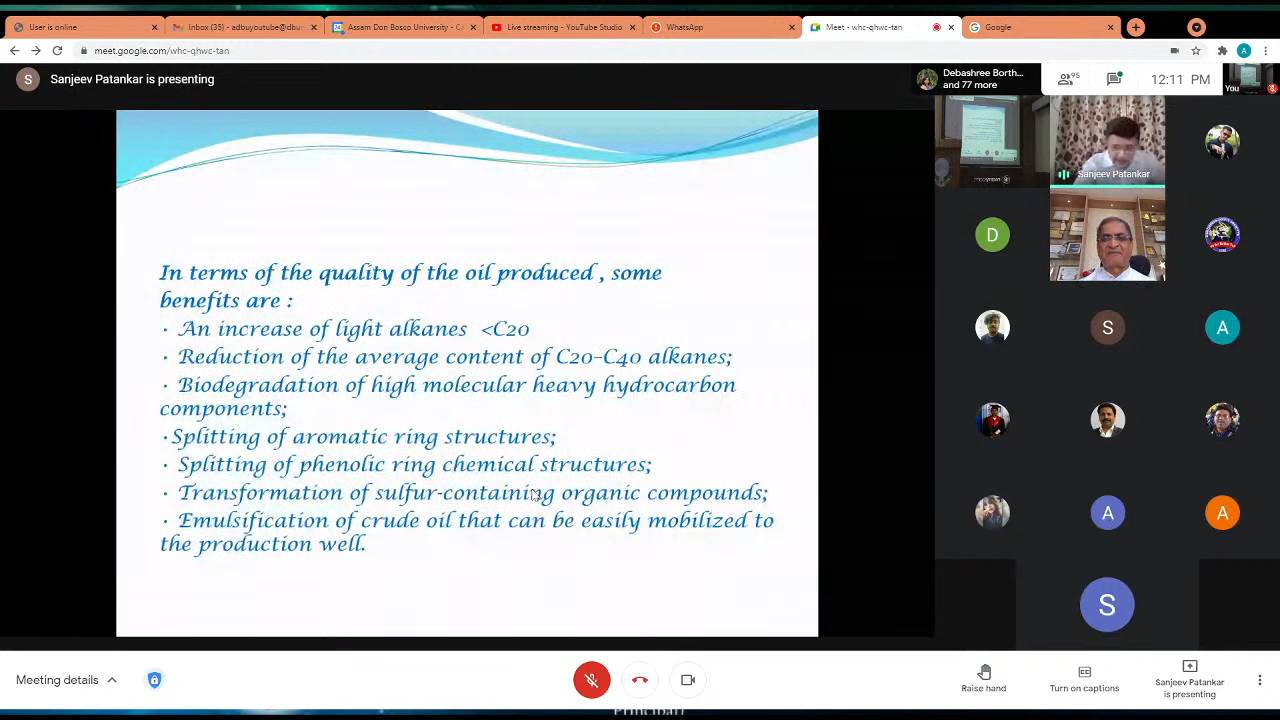 User is online
Inbox (35) - adbuyoutube@dbun
Assam Don Bosco University - Ca
Live streaming - YouTube Studio
WhatsApp
Meet - whc-qhwc-tan
Google
meet.google.com/whc-qhwc-tan
A
S
Sanjeev Patankar is presenting
Debashree Borth...
and 77 more
95
12:11 PM
You
Sanjeev Patankar
In terms of the quality of the oil produced , some
benefits are :
· An increase of light alkanes <C20
· Reduction of the average content of C20–C40 alkanes;
· Biodegradation of high molecular heavy hydrocarbon
components;
·Splitting of aromatic ring structures;
· Splitting of phenolic ring chemical structures;
· Transformation of sulfur-containing organic compounds;
· Emulsification of crude oil that can be easily mobilized to
the production well.
D
S
A
A
A
S
Meeting details
Raise hand
Turn on captions
Sanjeev Patankar
is presenting